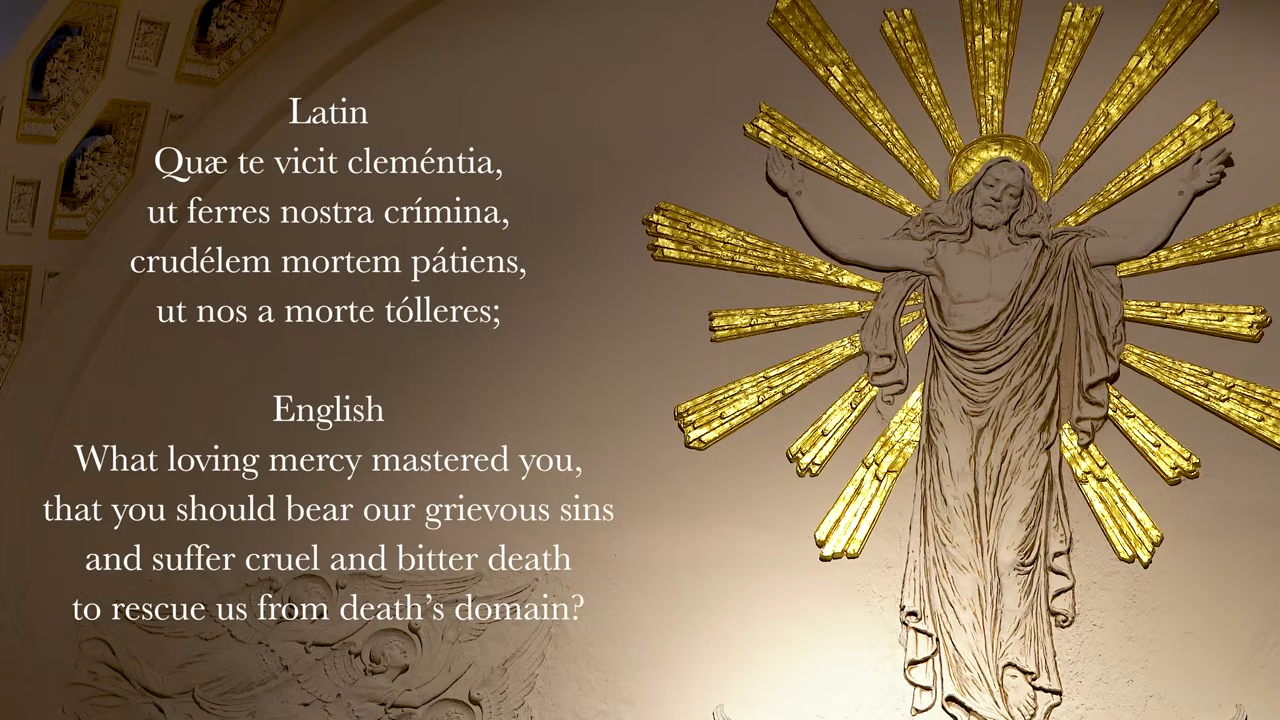 Latin
Quæ te vicit cleméntia,
ut ferres nostra crímina,
crudélem mortem pátiens,
ut nos a morte tólleres;
English
What loving mercy mastered you,
that you should bear our grievous sins
and suffer cruel and bitter death
to rescue us from death’s domain?